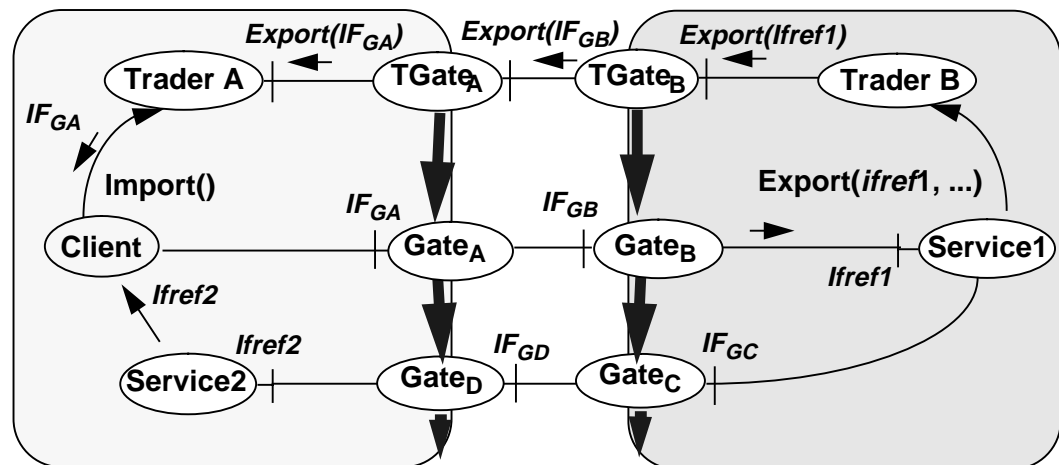 Export(IF_GA) Export(IF_GB) Export(Ifref1)
Trader A TGate_A TGate_B Trader B
IF_GA
Import() Export(ifref1, ...)
IF_GA IF_GB
Client Gate_A Gate_B Service1
Ifref2 Ifref1
Ifref2 IF_GD IF_GC
Service2 Gate_D Gate_C